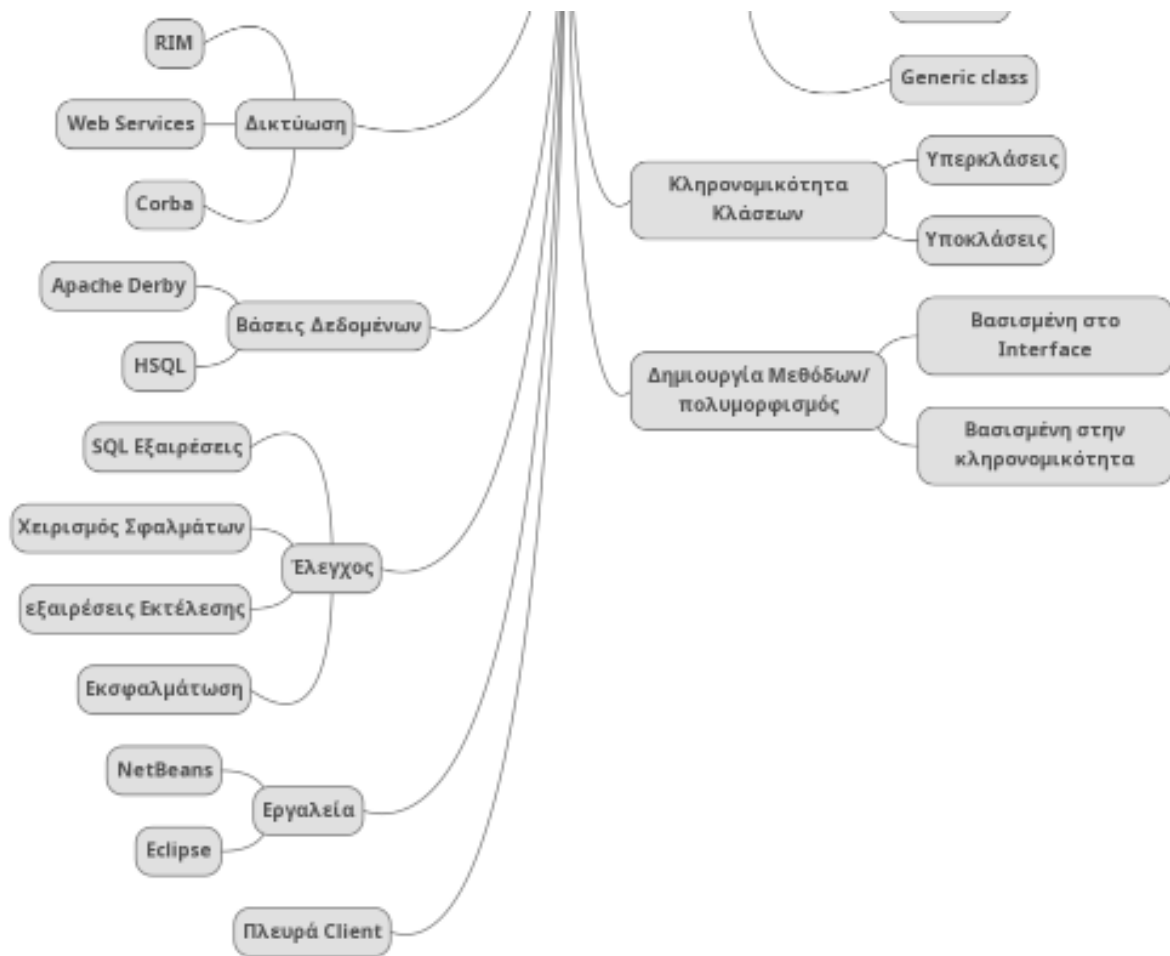 RIM
Web Services
Δικτύωση
Corba
Apache Derby
Βάσεις Δεδομένων
HSQL
SQL Εξαιρέσεις
Χειρισμός Σφαλμάτων
Έλεγχος
εξαιρέσεις Εκτέλεσης
Εκσφαλμάτωση
NetBeans
Εργαλεία
Eclipse
Πλευρά Client
Generic class
Κληρονομικότητα
Κλάσεων
Υπερκλάσεις
Υποκλάσεις
Δημιουργία Μεθόδων/
πολυμορφισμός
Βασισμένη στο
Interface
Βασισμένη στην
κληρονομικότητα